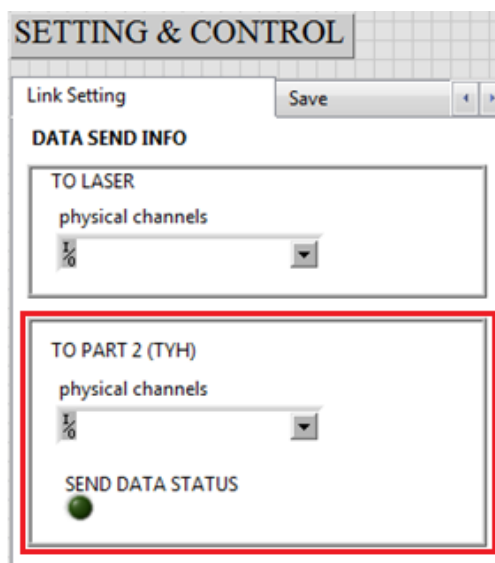 SETTING & CONTROL
Link Setting
Save
DATA SEND INFO
TO LASER
physical channels
I/O
TO PART 2 (TYH)
physical channels
I/O
SEND DATA STATUS